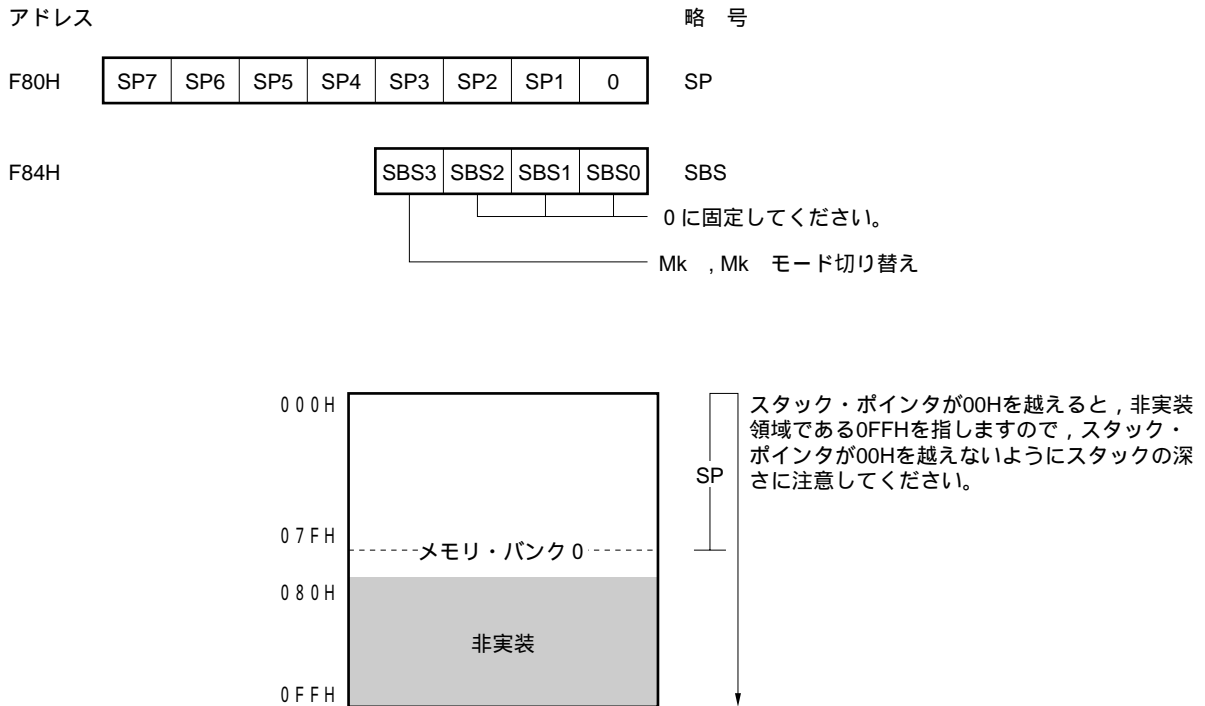 アドレス 略 号
F80H SP7 SP6 SP5 SP4 SP3 SP2 SP1 0 SP
F84H SBS3 SBS2 SBS1 SBS0 SBS
0に固定してください。
Mk , Mk モード切り替え
000H
07FH
メモリ・バンク0
080H
非実装
0FFH
SP
スタック・ポインタが00Hを越えると，非実装
領域である0FFHを指しますので，スタック・
ポインタが00Hを越えないようにスタックの深
さに注意してください。